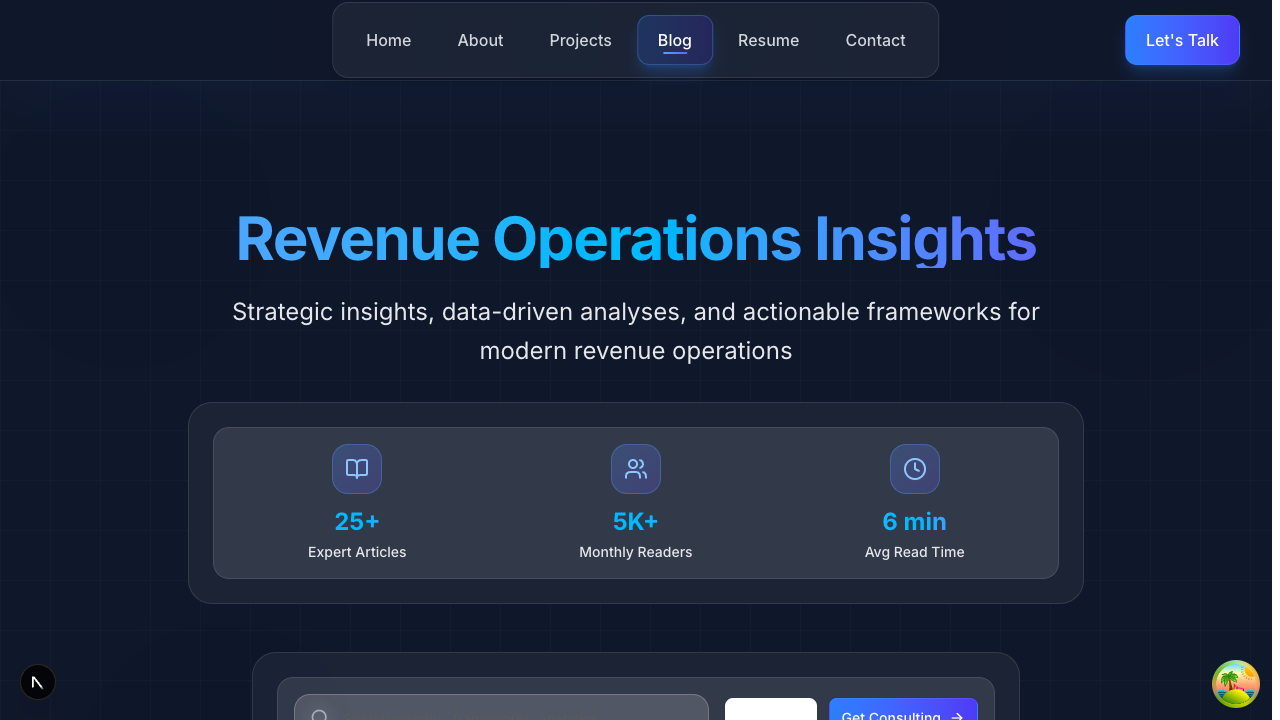 Home
About
Projects
Blog
Resume
Contact
Let's Talk
Revenue Operations Insights
Strategic insights, data-driven analyses, and actionable frameworks for
modern revenue operations
25+
Expert Articles
5K+
Monthly Readers
6 min
Avg Read Time
Get Consulting